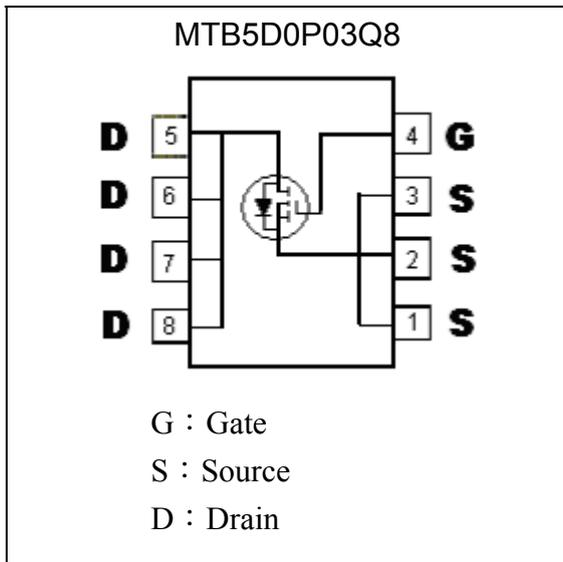 MTB5D0P03Q8
D 5 4 G
D 6 3 S
D 7 2 S
D 8 1 S
G：Gate
S：Source
D：Drain